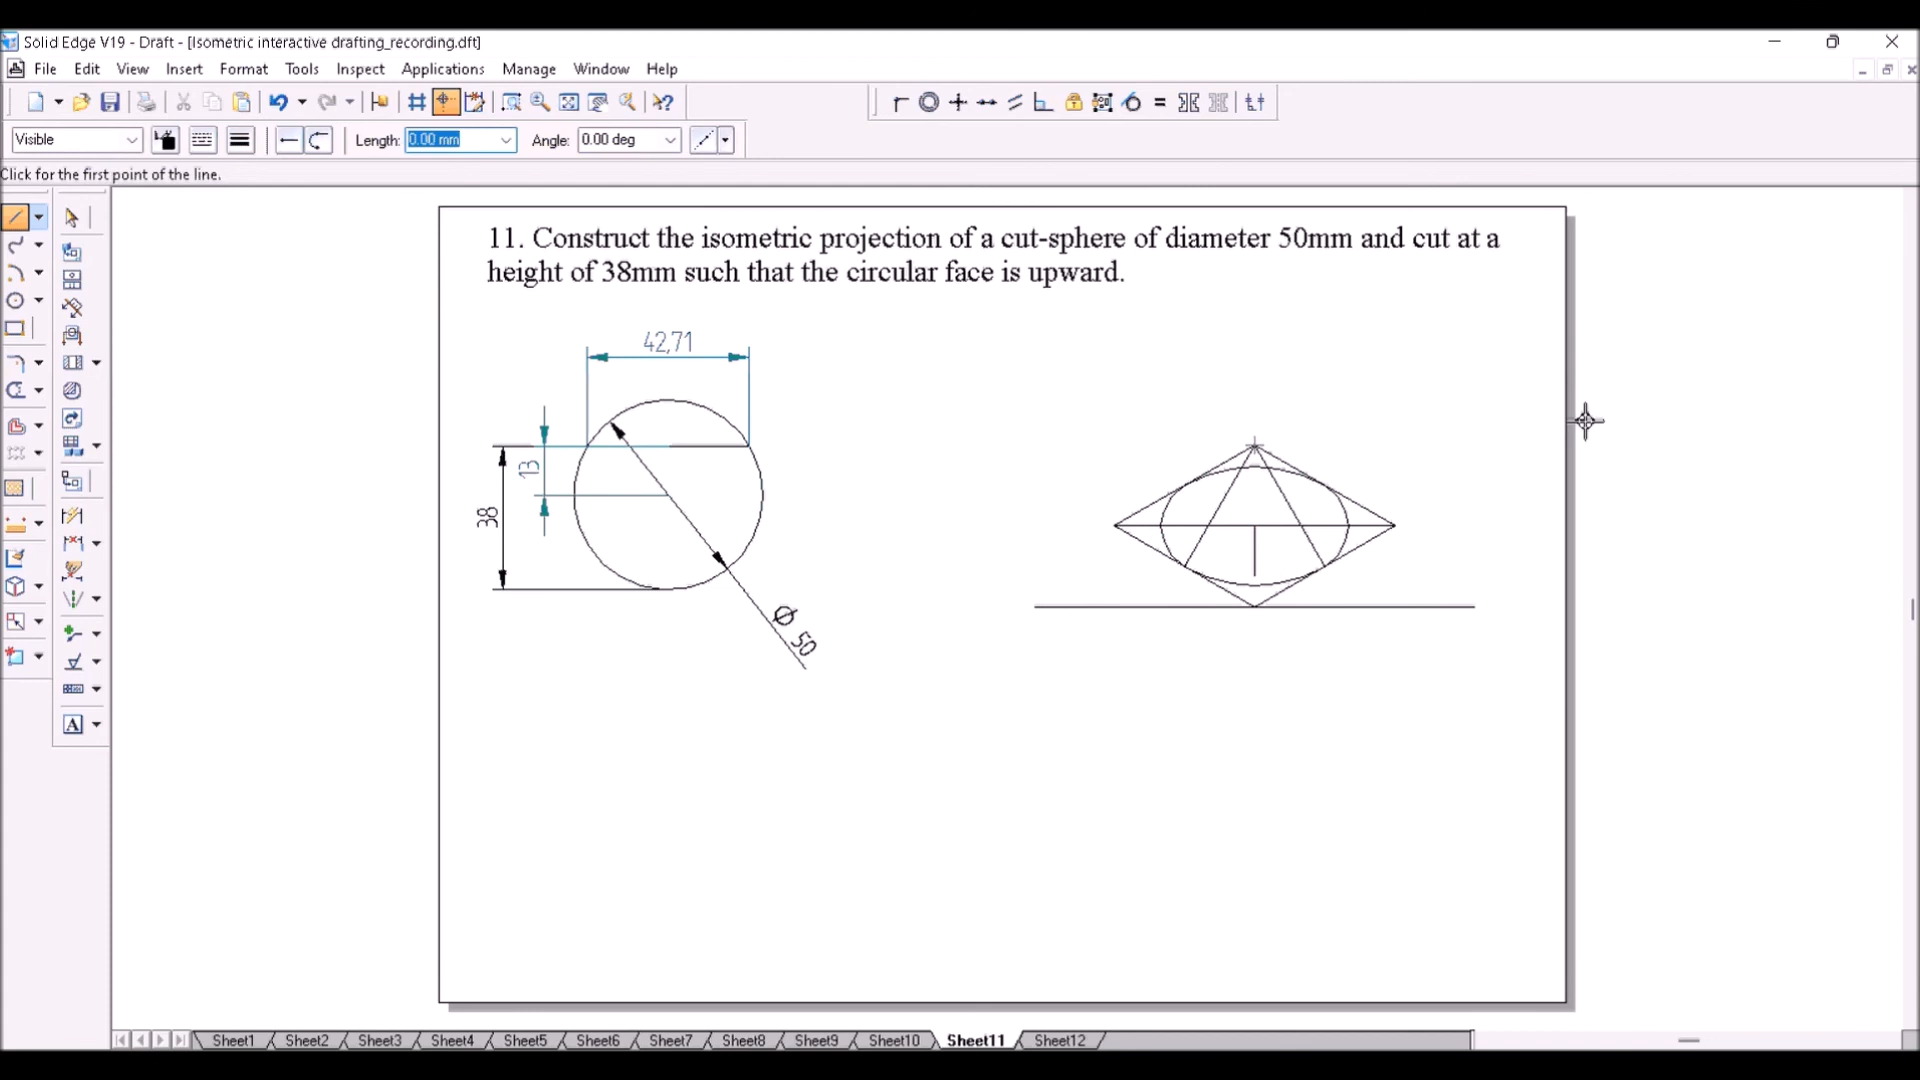 Solid Edge V19 - Draft - [Isometric interactive drafting_recording.dft]
File Edit View Insert Format Tools Inspect Applications Manage Window Help
Visible Length: 0.00 mm Angle: 0.00 deg
Click for the first point of the line.
11. Construct the isometric projection of a cut-sphere of diameter 50mm and cut at a
height of 38mm such that the circular face is upward.
42,71
13
38
Ø 50
A
Sheet1 Sheet2 Sheet3 Sheet4 Sheet5 Sheet6 Sheet7 Sheet8 Sheet9 Sheet10 Sheet11 Sheet12